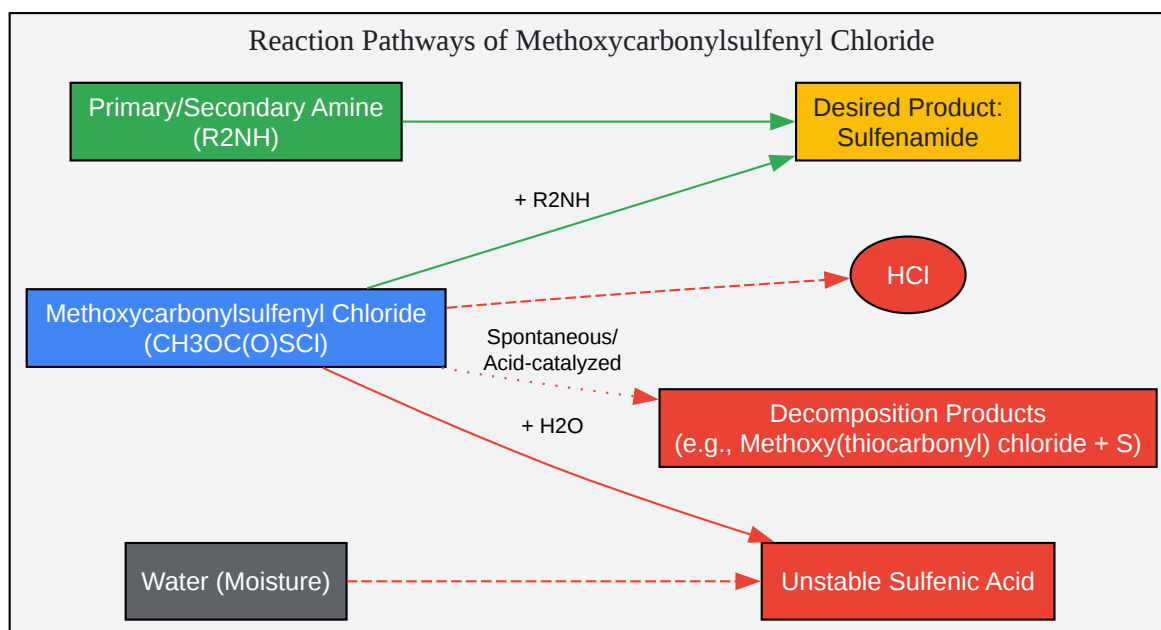 Reaction Pathways of Methoxycarbonylsulfenyl Chloride
Primary/Secondary Amine
(R2NH)
Desired Product:
Sulfenamide
+ R2NH
HCl
Methoxycarbonylsulfenyl Chloride
(CH3OC(O)SCl)
Spontaneous/
Acid-catalyzed
Decomposition Products
(e.g., Methoxy(thiocarbonyl) chloride + S)
+ H2O
Water (Moisture)
Unstable Sulfenic Acid